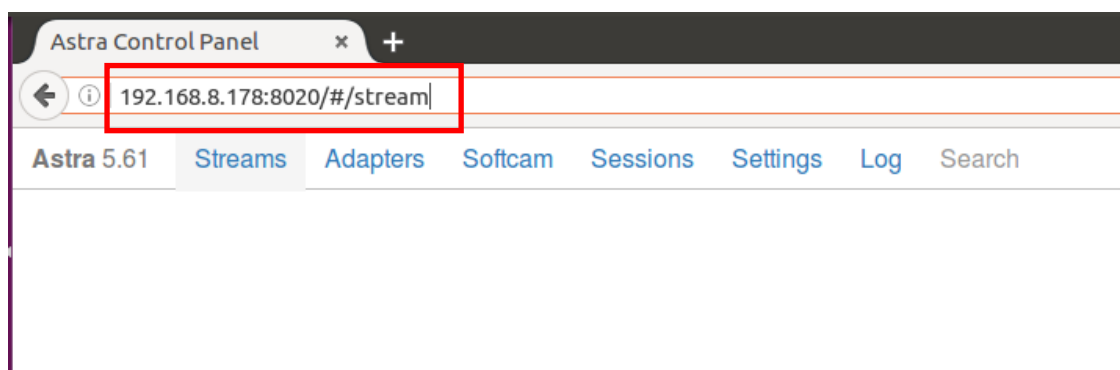 Astra Control Panel
192.168.8.178:8020/#/stream
Astra 5.61 Streams Adapters Softcam Sessions Settings Log Search